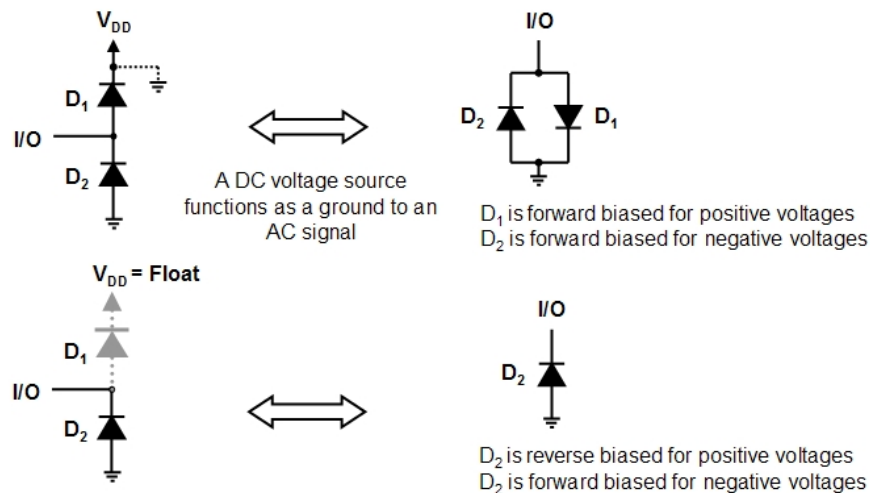 V_DD
D₁
I/O
D₂
A DC voltage source
functions as a ground to an
AC signal
I/O
D₂
D₁
D₁ is forward biased for positive voltages
D₂ is forward biased for negative voltages
V_DD = Float
D₁
I/O
D₂
I/O
D₂
D₂ is reverse biased for positive voltages
D₂ is forward biased for negative voltages